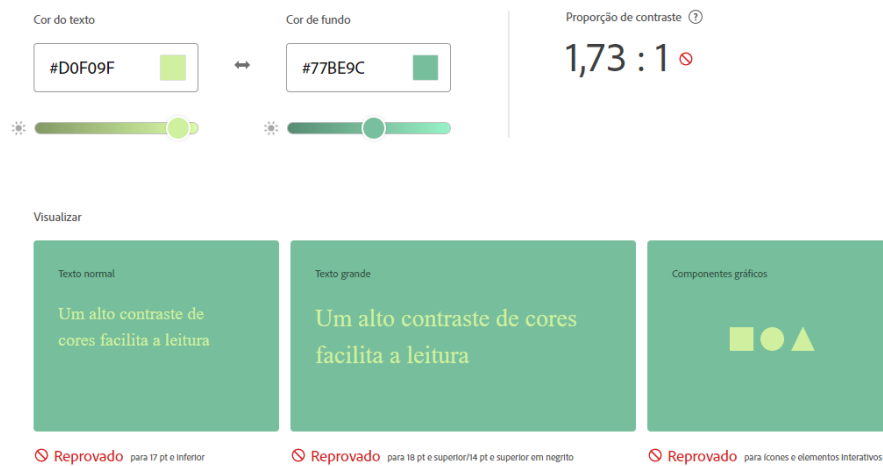 Cor do texto
Cor de fundo
Proporção de contraste ?
#D0F09F
#77BE9C
1,73 : 1
Visualizar
Texto normal
Um alto contraste de
cores facilita a leitura
Texto grande
Um alto contraste de cores
facilita a leitura
Componentes gráficos
Reprovado para 17 pt e inferior
Reprovado para 18 pt e superior/14 pt e superior em negrito
Reprovado para ícones e elementos interativos